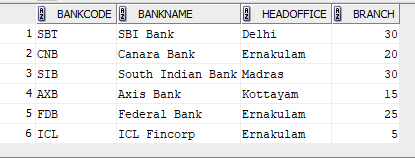 BANKCODE BANKNAME HEADOFFICE BRANCH
1 SBT SBI Bank Delhi 30
2 CNB Canara Bank Ernakulam 20
3 SIB South Indian Bank Madras 30
4 AXB Axis Bank Kottayam 15
5 FDB Federal Bank Ernakulam 25
6 ICL ICL Fincorp Ernakulam 5